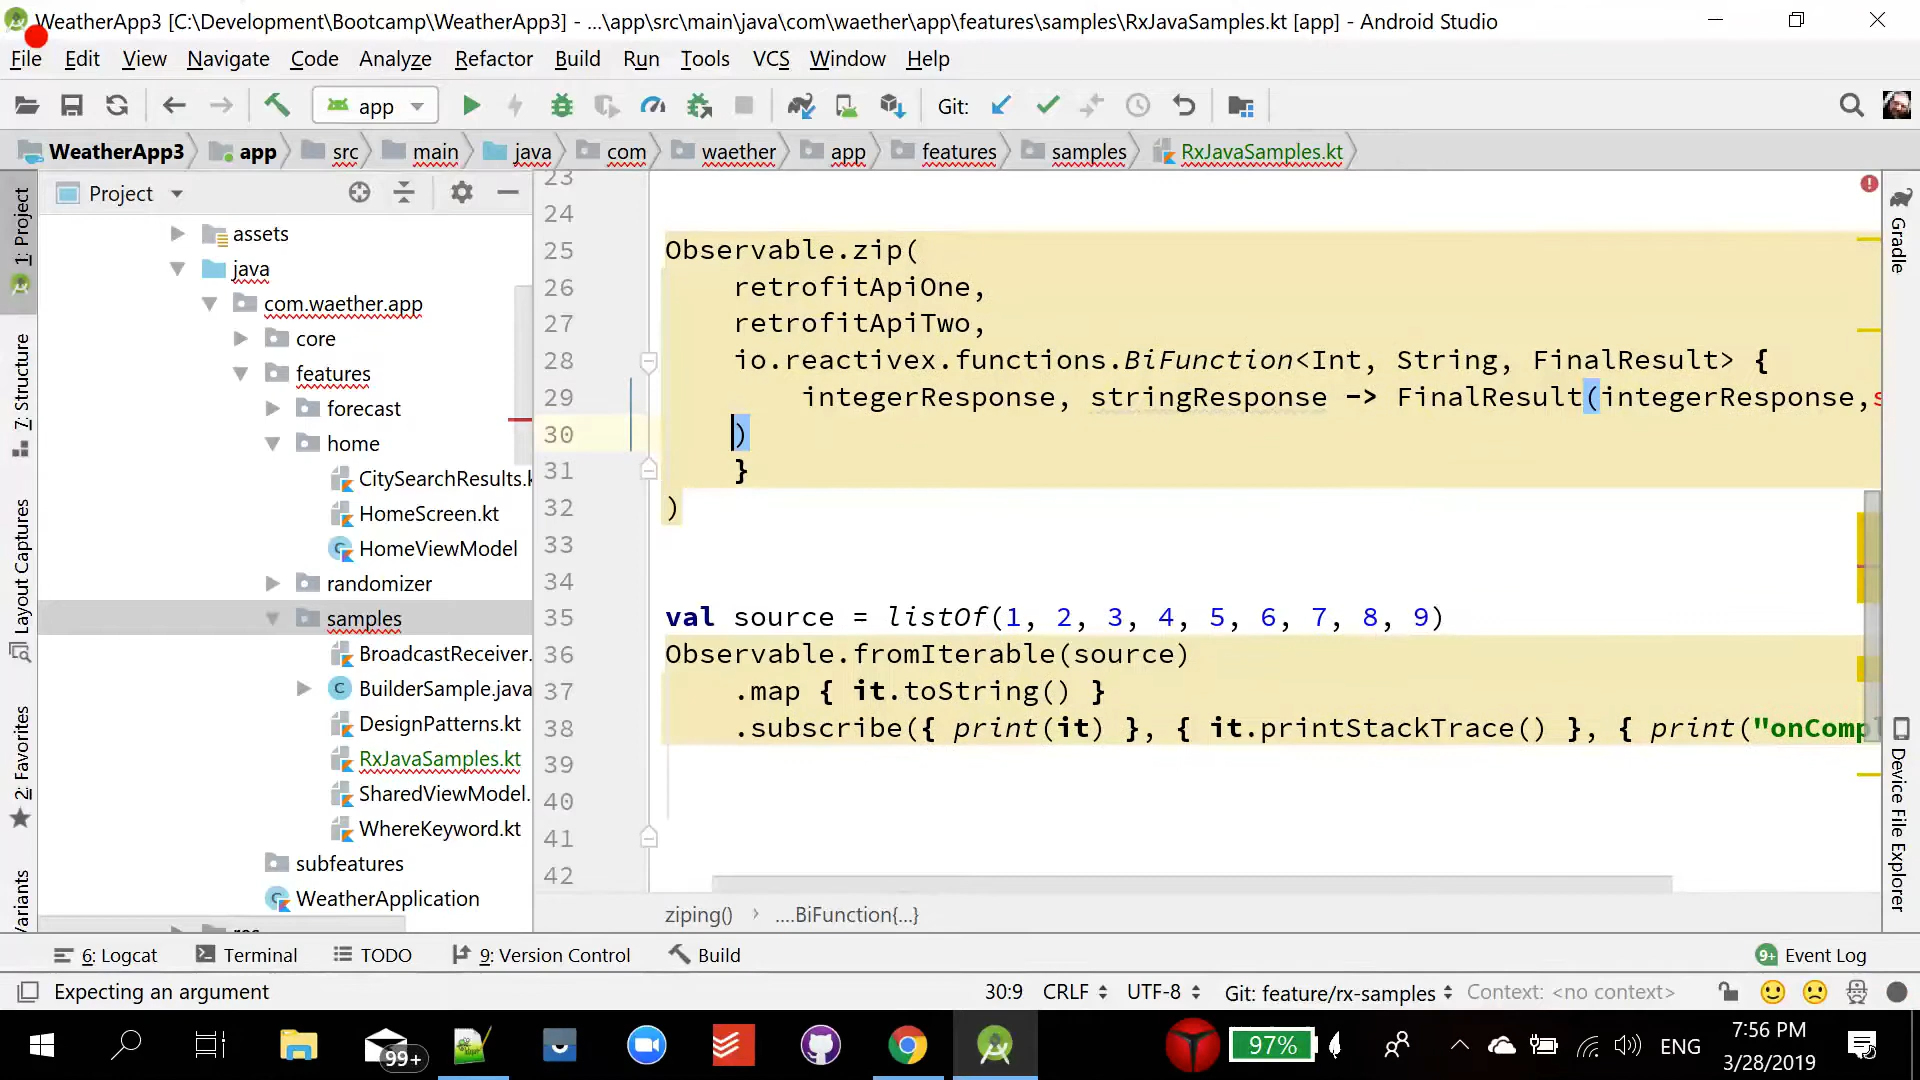 WeatherApp3 [C:\Development\Bootcamp\WeatherApp3] - ...\app\src\main\java\com\waether\app\features\samples\RxJavaSamples.kt [app] - Android Studio
File Edit View Navigate Code Analyze Refactor Build Run Tools VCS Window Help
app Git:
WeatherApp3 app src main java com waether app features samples RxJavaSamples.kt
Project
1: Project
7: Structure
Layout Captures
2: Favorites
Variants
assets
java
com.waether.app
core
features
forecast
home
CitySearchResults.k
HomeScreen.kt
HomeViewModel
randomizer
samples
BroadcastReceiver.
BuilderSample.java
DesignPatterns.kt
RxJavaSamples.kt
SharedViewModel.
WhereKeyword.kt
subfeatures
WeatherApplication
res
23
24
25 Observable.zip(
26 retrofitApiOne,
27 retrofitApiTwo,
28 io.reactivex.functions.BiFunction<Int, String, FinalResult> {
29 integerResponse, stringResponse -> FinalResult(integerResponse,s
30 )
31 }
32 )
33
34
35 val source = listOf(1, 2, 3, 4, 5, 6, 7, 8, 9)
36 Observable.fromIterable(source)
37 .map { it.toString() }
38 .subscribe({ print(it) }, { it.printStackTrace() }, { print("onCompl
39
40
41
42
ziping() › ....BiFunction{...}
Gradle
Device File Explorer
6: Logcat Terminal TODO 9: Version Control Build 9+ Event Log
Expecting an argument 30:9 CRLF UTF-8 Git: feature/rx-samples Context: <no context>
99+ 97% ENG 7:56 PM
3/28/2019